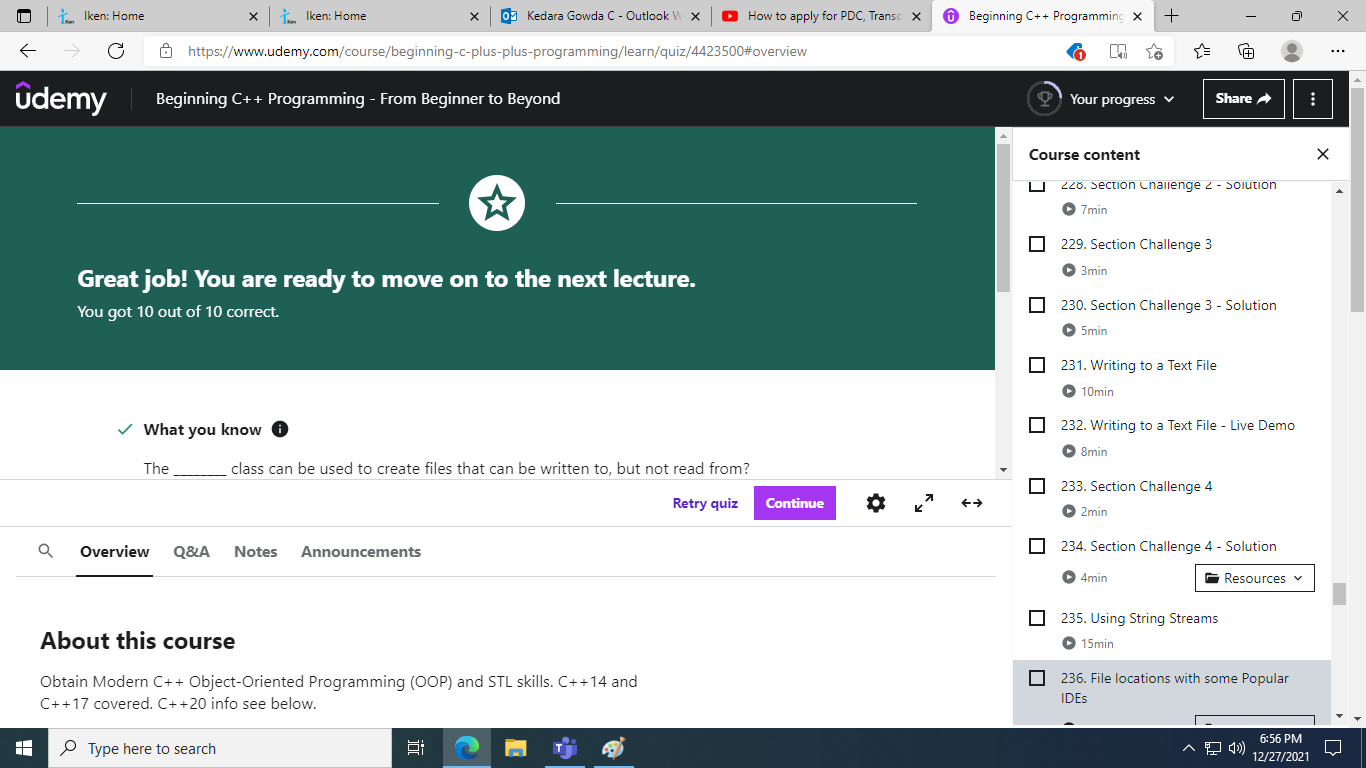 Iken: Home
Iken: Home
Kedara Gowda C - Outlook W
How to apply for PDC, Transc
Beginning C++ Programming
https://www.udemy.com/course/beginning-c-plus-plus-programming/learn/quiz/4423500#overview
1
udemy
Beginning C++ Programming - From Beginner to Beyond
Your progress
Share
Course content
228. Section Challenge 2 - Solution
7min
229. Section Challenge 3
3min
230. Section Challenge 3 - Solution
5min
231. Writing to a Text File
10min
232. Writing to a Text File - Live Demo
8min
233. Section Challenge 4
2min
234. Section Challenge 4 - Solution
4min
Resources
235. Using String Streams
15min
236. File locations with some Popular
IDEs
Great job! You are ready to move on to the next lecture.
You got 10 out of 10 correct.
What you know
The ________ class can be used to create files that can be written to, but not read from?
Retry quiz
Continue
Overview
Q&A
Notes
Announcements
About this course
Obtain Modern C++ Object-Oriented Programming (OOP) and STL skills. C++14 and
C++17 covered. C++20 info see below.
Type here to search
6:56 PM
12/27/2021